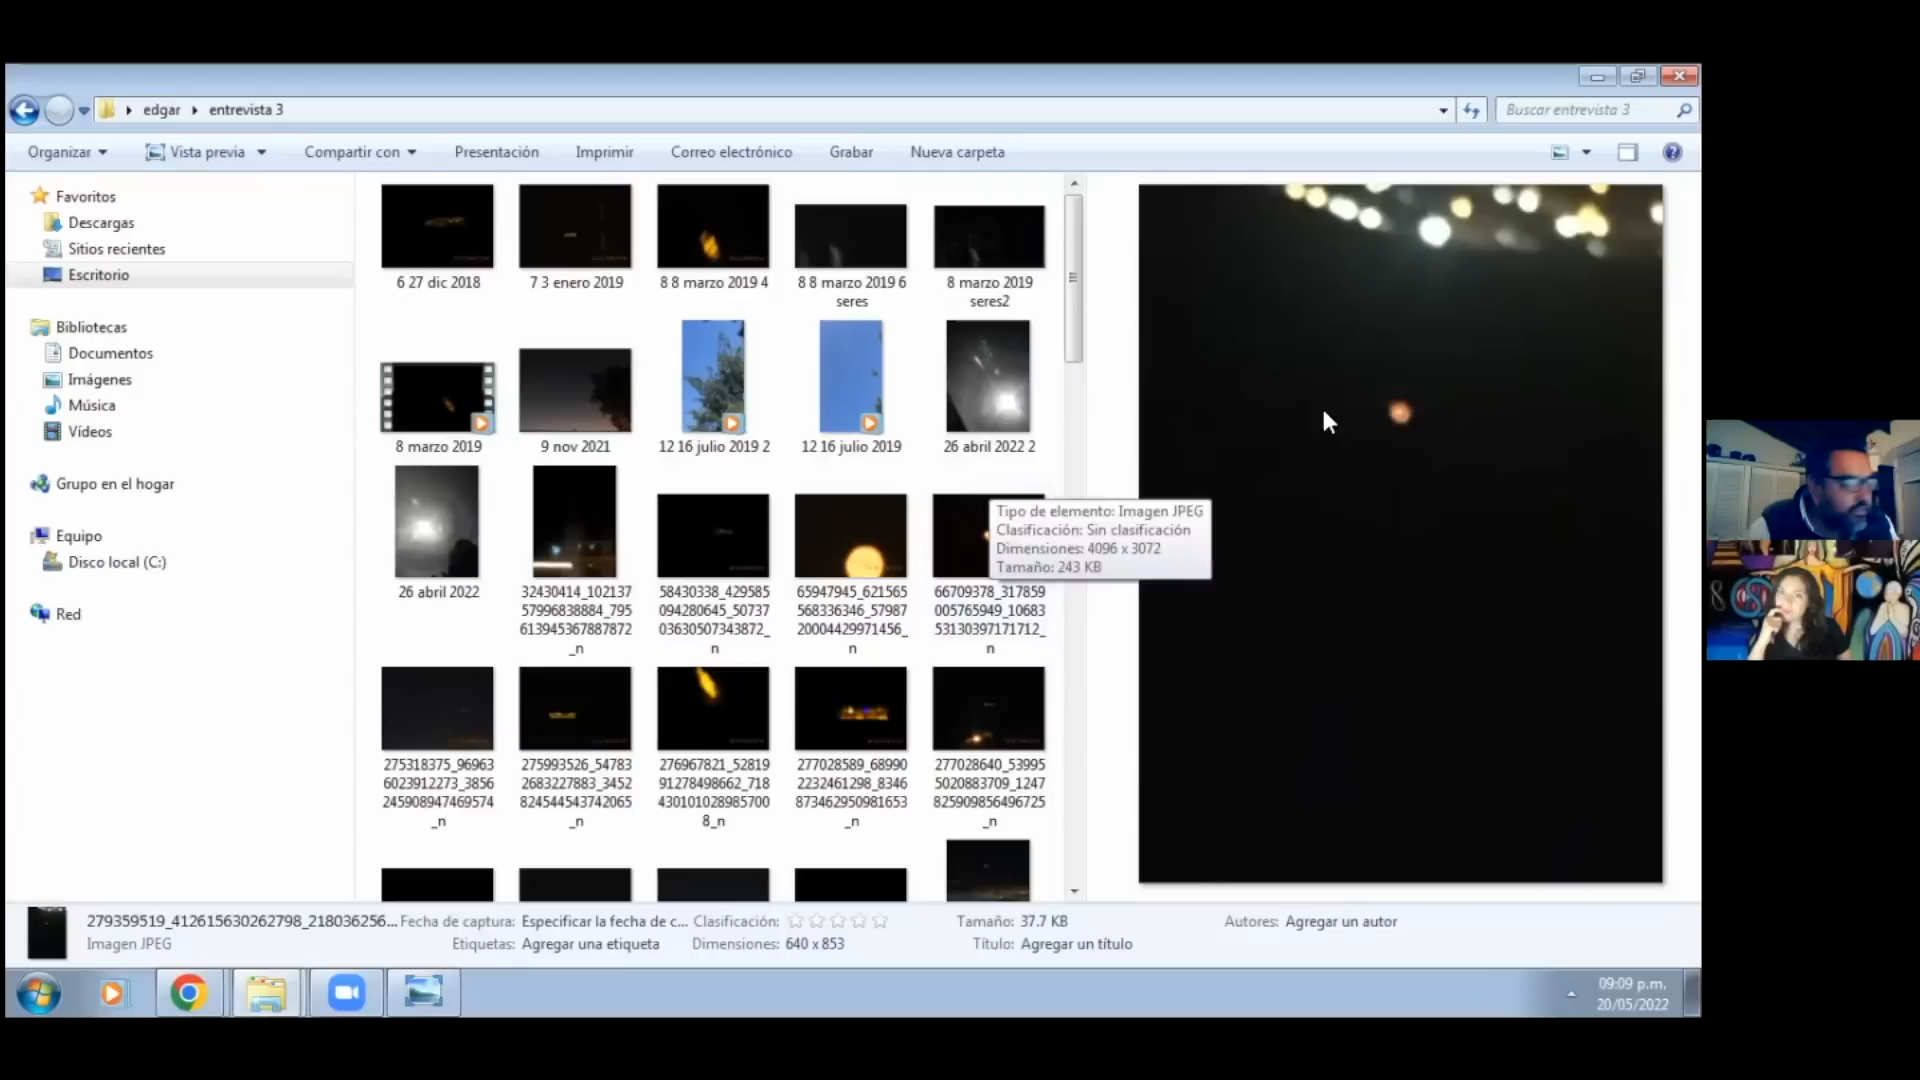 edgar
entrevista 3
Buscar entrevista 3
Organizar
Vista previa
Compartir con
Presentación
Imprimir
Correo electrónico
Grabar
Nueva carpeta
Favoritos
Descargas
Sitios recientes
Escritorio
Bibliotecas
Documentos
Imágenes
Música
Vídeos
Grupo en el hogar
Equipo
Disco local (C:)
Red
6 27 dic 2018
7 3 enero 2019
8 8 marzo 2019 4
8 8 marzo 2019 6
seres
8 marzo 2019
seres2
8 marzo 2019
9 nov 2021
12 16 julio 2019 2
12 16 julio 2019
26 abril 2022 2
26 abril 2022
32430414_102137
57996838884_795
613945367887872
_n
58430338_429585
094280645_50737
03630507343872_
n
65947945_621565
568336346_57987
20004429971456_
n
66709378_317859
005765949_10683
53130397171712_
n
Tipo de elemento: Imagen JPEG
Clasificación: Sin clasificación
Dimensiones: 4096 x 3072
Tamaño: 243 KB
275318375_96963
6023912273_3856
245908947469574
_n
275993526_54783
2683227883_3452
824544543742065
_n
276967821_52819
91278498662_718
430101028985700
8_n
277028589_68990
2232461298_8346
873462950981653
_n
277028640_53995
5020883709_1247
825909856496725
_n
279359519_412615630262798_218036256...
Imagen JPEG
Fecha de captura: Especificar la fecha de c...
Etiquetas: Agregar una etiqueta
Clasificación:
Dimensiones: 640 x 853
Tamaño: 37.7 KB
Título: Agregar un título
Autores: Agregar un autor
09:09 p.m.
20/05/2022